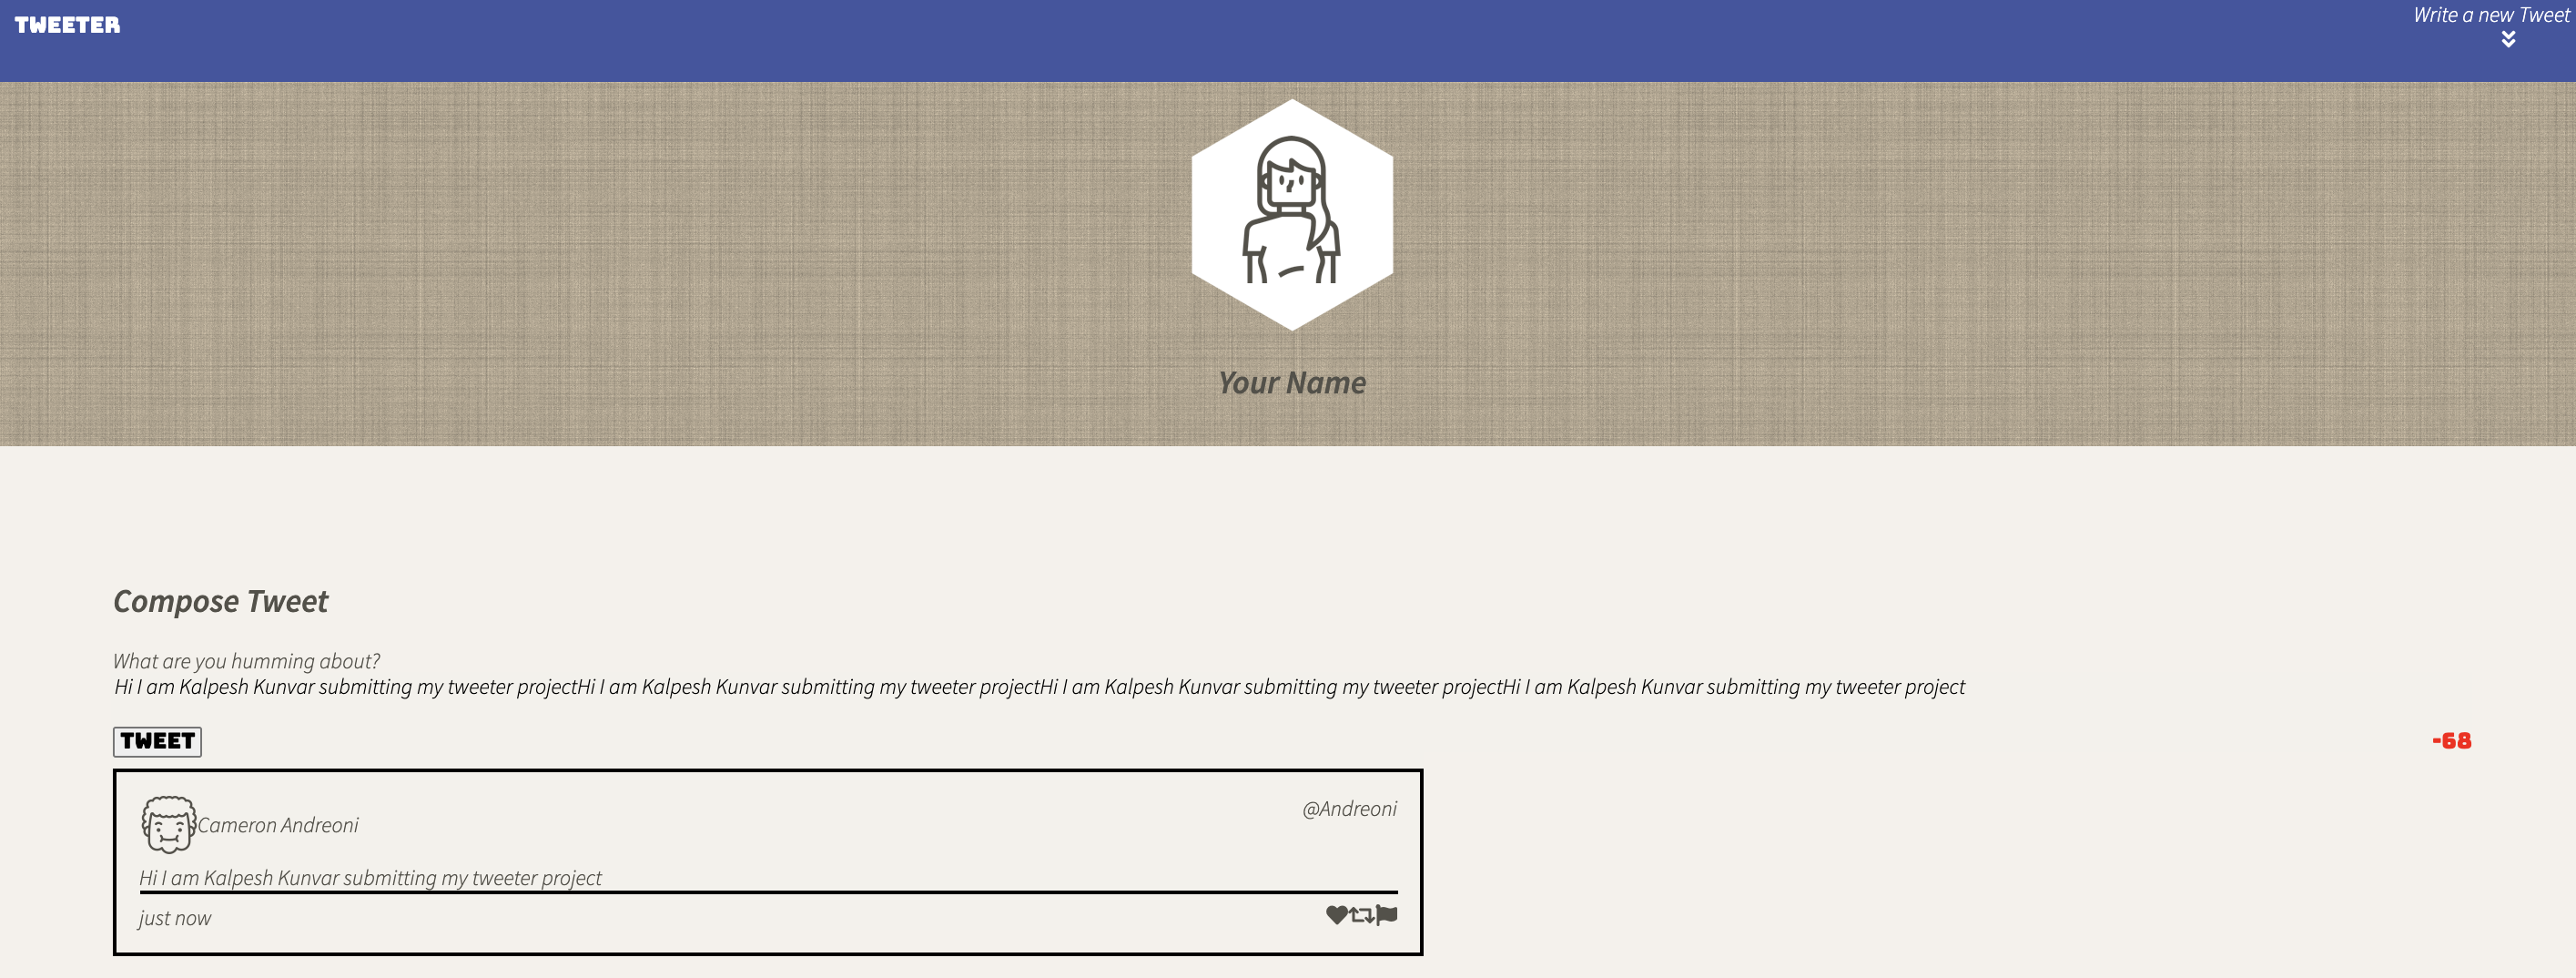 TWEETER
Write a new Tweet
Your Name
Compose Tweet
What are you humming about?
Hi I am Kalpesh Kunvar submitting my tweeter projectHi I am Kalpesh Kunvar submitting my tweeter projectHi I am Kalpesh Kunvar submitting my tweeter projectHi I am Kalpesh Kunvar submitting my tweeter project
TWEET
-68
Cameron Andreoni
@Andreoni
Hi I am Kalpesh Kunvar submitting my tweeter project
just now